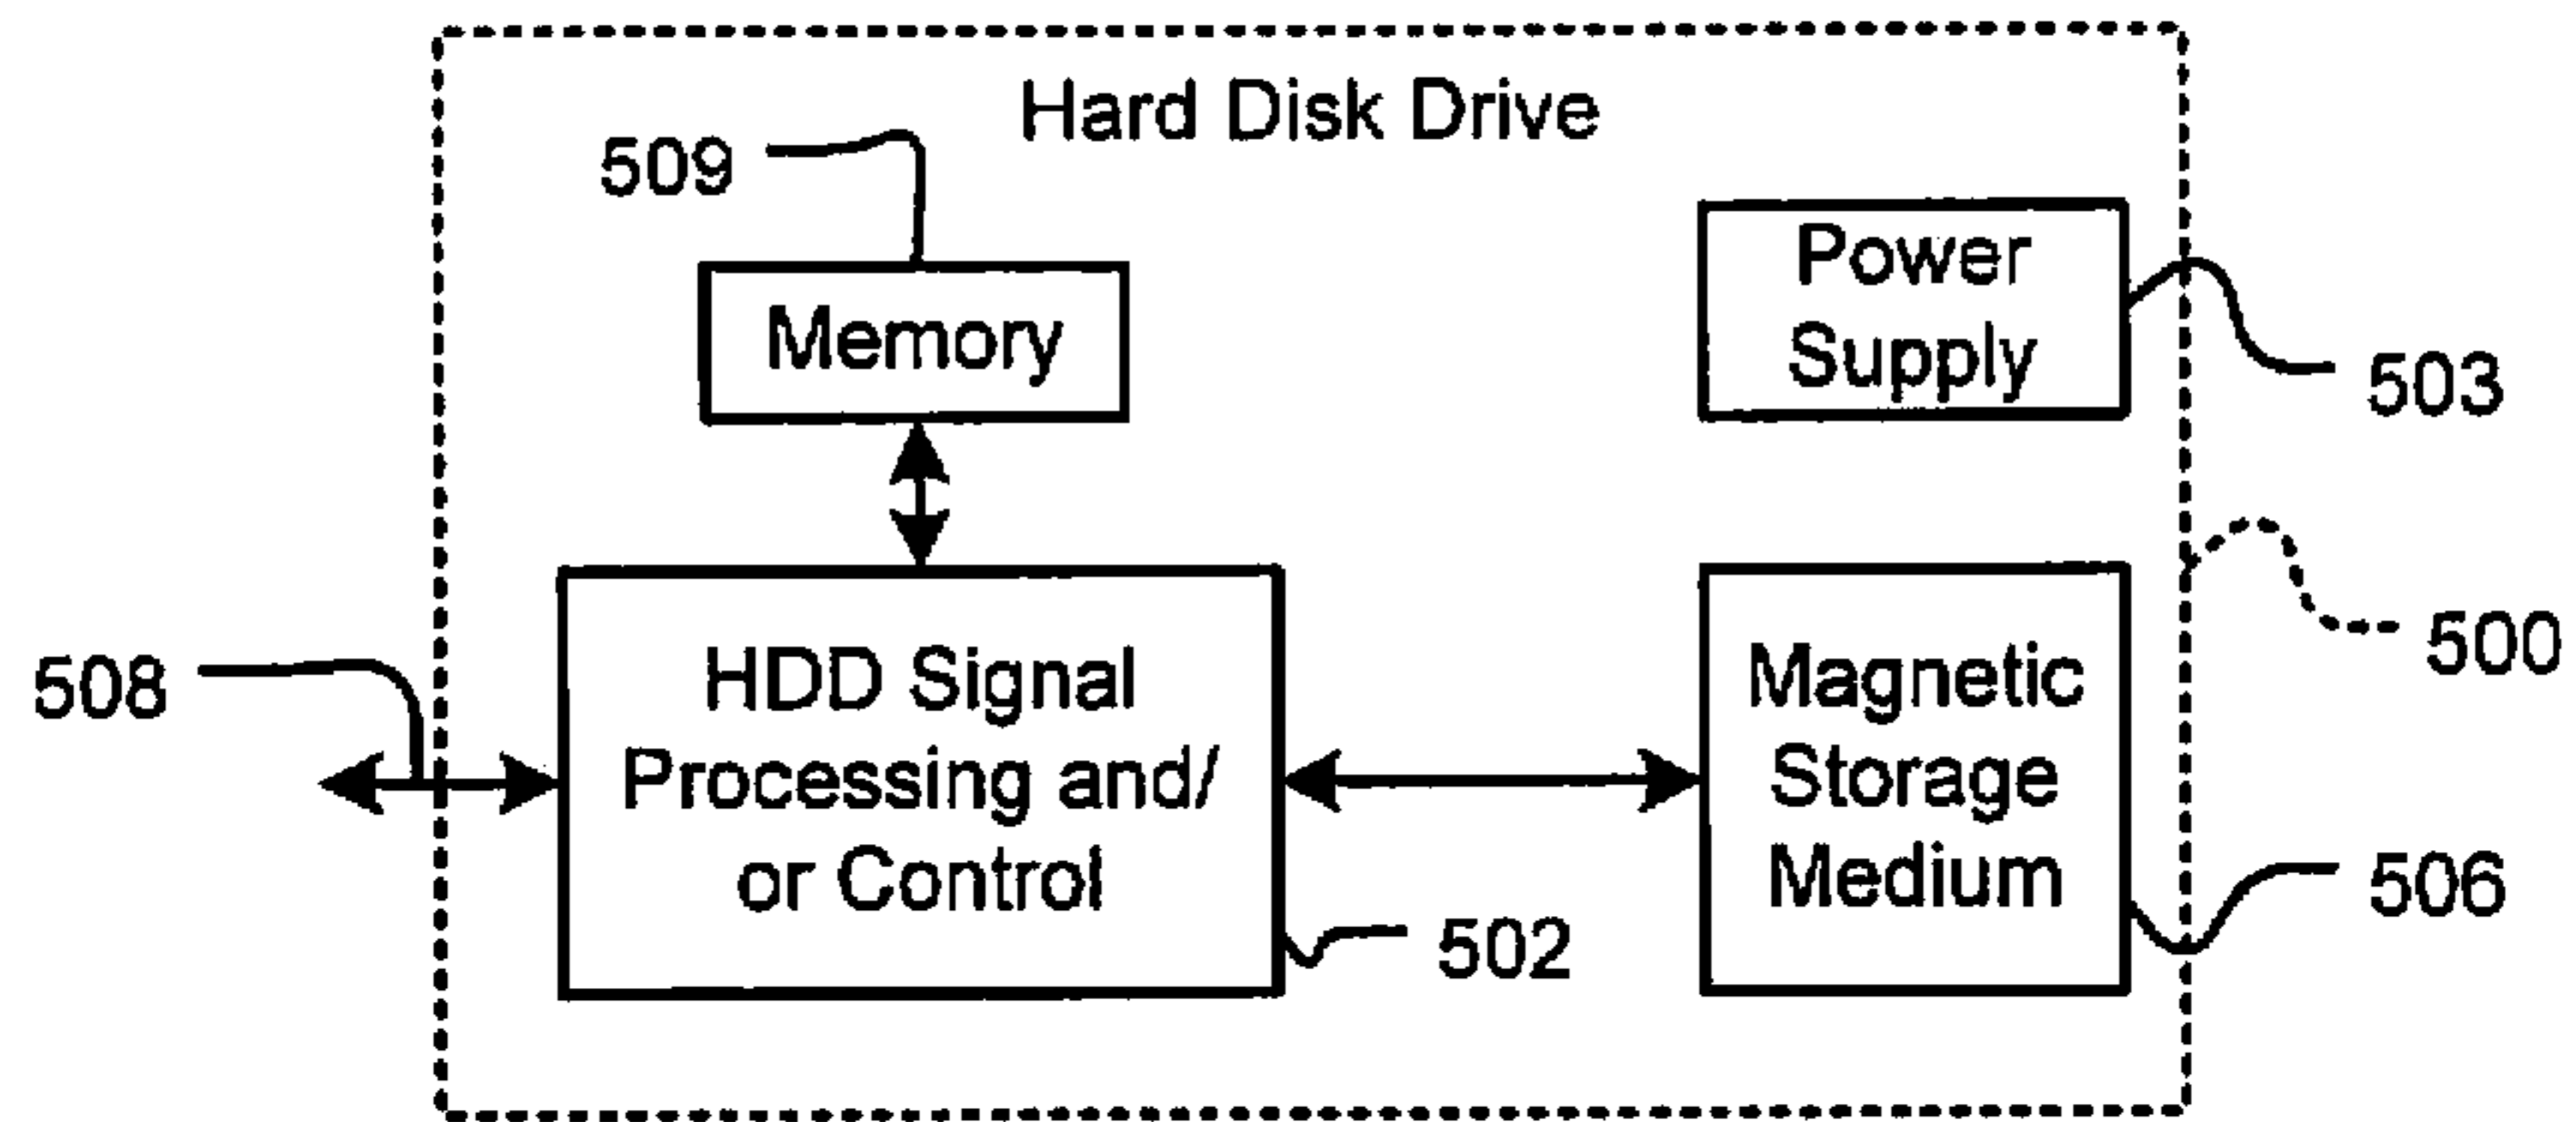 Hard Disk Drive
509
Memory
Power
Supply
503
500
508
HDD Signal
Processing and/
or Control
502
Magnetic
Storage
Medium
506